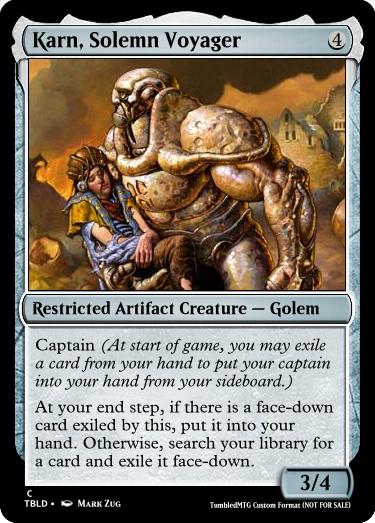 Karn, Solemn Voyager 4
Restricted Artifact Creature — Golem
Captain (At start of game, you may exile
a card from your hand to put your captain
into your hand from your sideboard.)
At your end step, if there is a face-down
card exiled by this, put it into your
hand. Otherwise, search your library for
a card and exile it face-down.
3/4
C
TBLD • Mark Zug
TumbledMTG Custom Format (NOT FOR SALE)